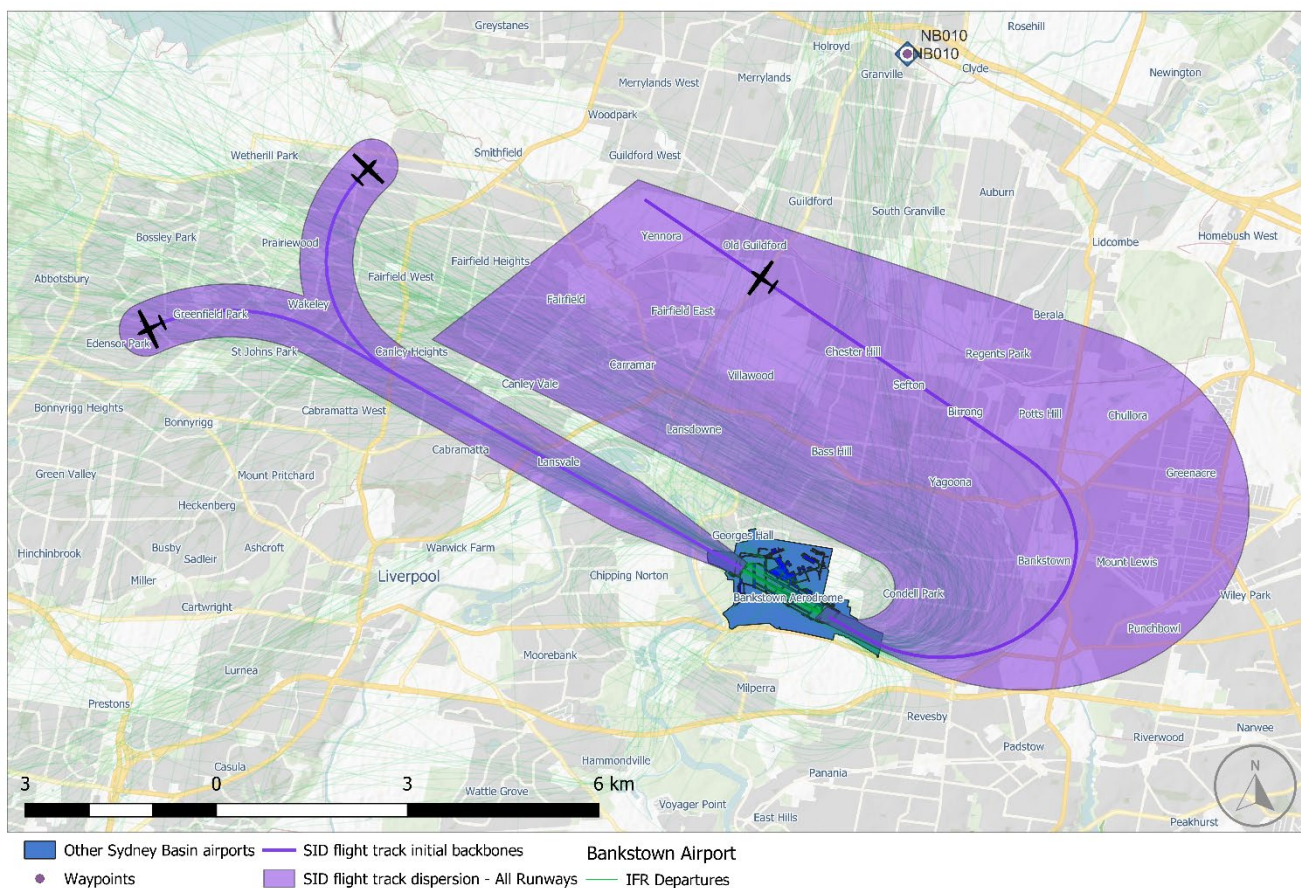 Greystanes
Rosehill
NB010
Holroyd
NB010
Clyde
Granville
Newington
Merrylands West
Merrylands
Woodpark
Wetherill Park
Smithfield
Guildford West
Auburn
Guildford
South Granville
Bossley Park
Prairiewood
Yennora
Old Guildford
Lidcombe
Homebush West
Abbotsbury
Fairfield West
Fairfield Heights
Fairfield
Fairfield East
Greenfield Park
Wakeley
Berala
Edensor Park
St Johns Park
Canley Heights
Chester Hill
Regents Park
Carramar
Villawood
Sefton
Canley Vale
Birrong
Potts Hill
Chullora
Bonnyrigg Heights
Cabramatta West
Bonnyrigg
Lansdowne
Cabramatta
Bass Hill
Green Valley
Mount Pritchard
Lansvale
Yagoona
Greenacre
Heckenberg
Georges Hall
Hinchinbrook
Busby
Sadleir
Ashcroft
Warwick Farm
Liverpool
Chipping Norton
Bankstown
Mount Lewis
Miller
Cartwright
Bankstown Aerodrome
Condell Park
Wiley Park
Punchbowl
Lurnea
Moorebank
Milperra
Prestons
Revesby
Narwee
Riverwood
Padstow
Hammondville
Casula
Panania
N
3 0 3 6 km
Wattle Grove
Voyager Point
East Hills
Peakhurst
Other Sydney Basin airports
SID flight track initial backbones
Bankstown Airport
Waypoints
SID flight track dispersion - All Runways
IFR Departures